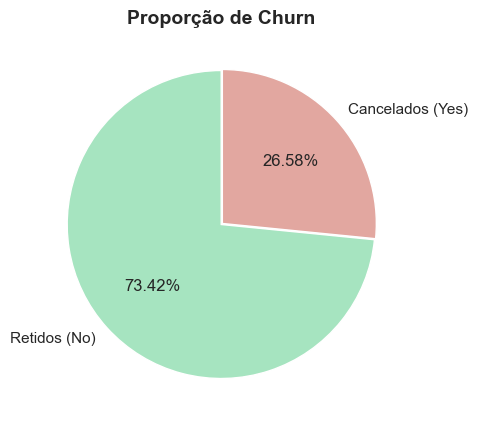 Proporção de Churn
Cancelados (Yes)
26.58%
73.42%
Retidos (No)